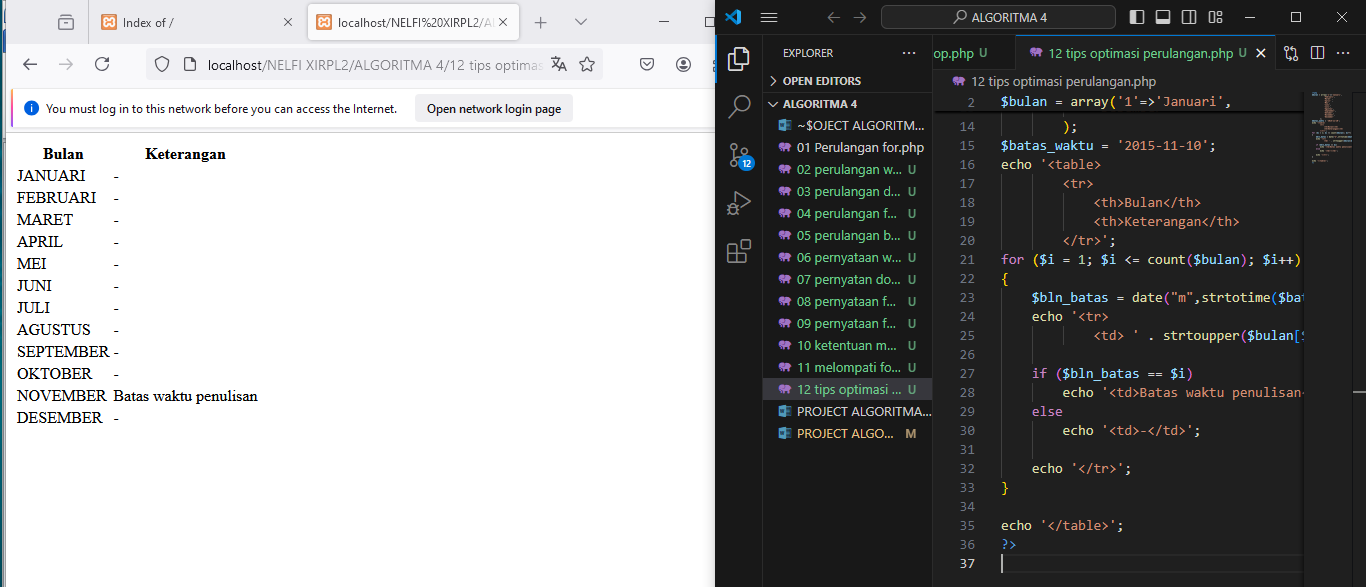 Index of /
localhost/NELFI%20XIRPL2/AL
localhost/NELFI XIRPL2/ALGORITMA 4/12 tips optimas
You must log in to this network before you can access the Internet.
Open network login page
Bulan Keterangan
JANUARI -
FEBRUARI -
MARET -
APRIL -
MEI -
JUNI -
JULI -
AGUSTUS -
SEPTEMBER -
OKTOBER -
NOVEMBER Batas waktu penulisan
DESEMBER -
ALGORITMA 4
EXPLORER
OPEN EDITORS
ALGORITMA 4
~$OJECT ALGORITM...
01 Perulangan for.php
02 perulangan w... U
03 perulangan d... U
04 perulangan f... U
05 perulangan b... U
06 pernyataan w... U
07 pernyatan do... U
08 pernyataan f... U
09 pernyataan f... U
10 ketentuan m... U
11 melompati fo... U
12 tips optimasi ... U
PROJECT ALGORITMA...
PROJECT ALGO... M
12
op.php U
12 tips optimasi perulangan.php U
12 tips optimasi perulangan.php
2 $bulan = array('1'=>'Januari',
14 );
15 $batas_waktu = '2015-11-10';
16 echo '<table>
17 <tr>
18 <th>Bulan</th>
19 <th>Keterangan</th>
20 </tr>';
21 for ($i = 1; $i <= count($bulan); $i++)
22 {
23 $bln_batas = date("m",strtotime($bat
24 echo '<tr>
25 <td> ' . strtoupper($bulan[$
26
27 if ($bln_batas == $i)
28 echo '<td>Batas waktu penulisan<
29 else
30 echo '<td>-</td>';
31
32 echo '</tr>';
33 }
34
35 echo '</table>';
36 ?>
37